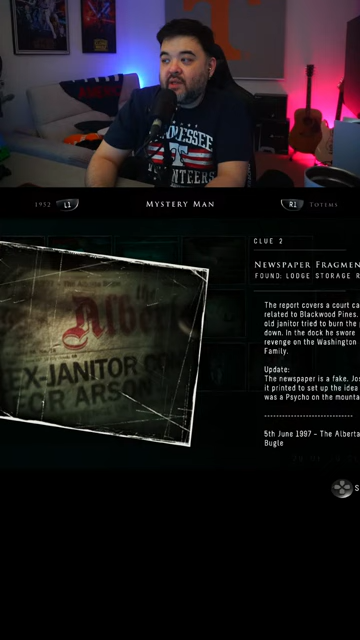 TENNESSEE
VOLUNTEERS
1952 L1 MYSTERY MAN R1 TOTEMS
CLUE 2
NEWSPAPER FRAGMEN
FOUND: LODGE STORAGE R
The report covers a court ca
related to Blackwood Pines.
old janitor tried to burn the p
down. In the dock he swore
revenge on the Washington
Family.
Update:
The newspaper is a fake. Jos
it printed to set up the idea
was a Psycho on the mounta
------------------------------
5th June 1997 - The Alberta
Bugle
the
Albe
EX-JANITOR
ARSON